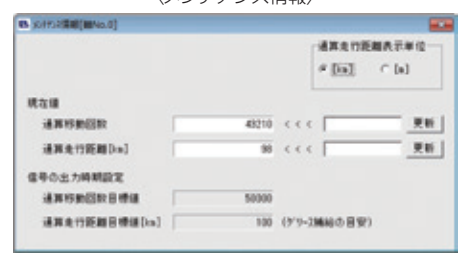 〈メンテナンス情報〉
メンテナンス情報[軸No.0]
通算走行距離表示単位
[km] [m]
現在値
通算移動回数 43210 <<< 更新
通算走行距離[km] 98 <<< 更新
信号の出力時期設定
通算移動回数目標値 50000
通算走行距離目標値[km] 100 (グリース補給の目安)